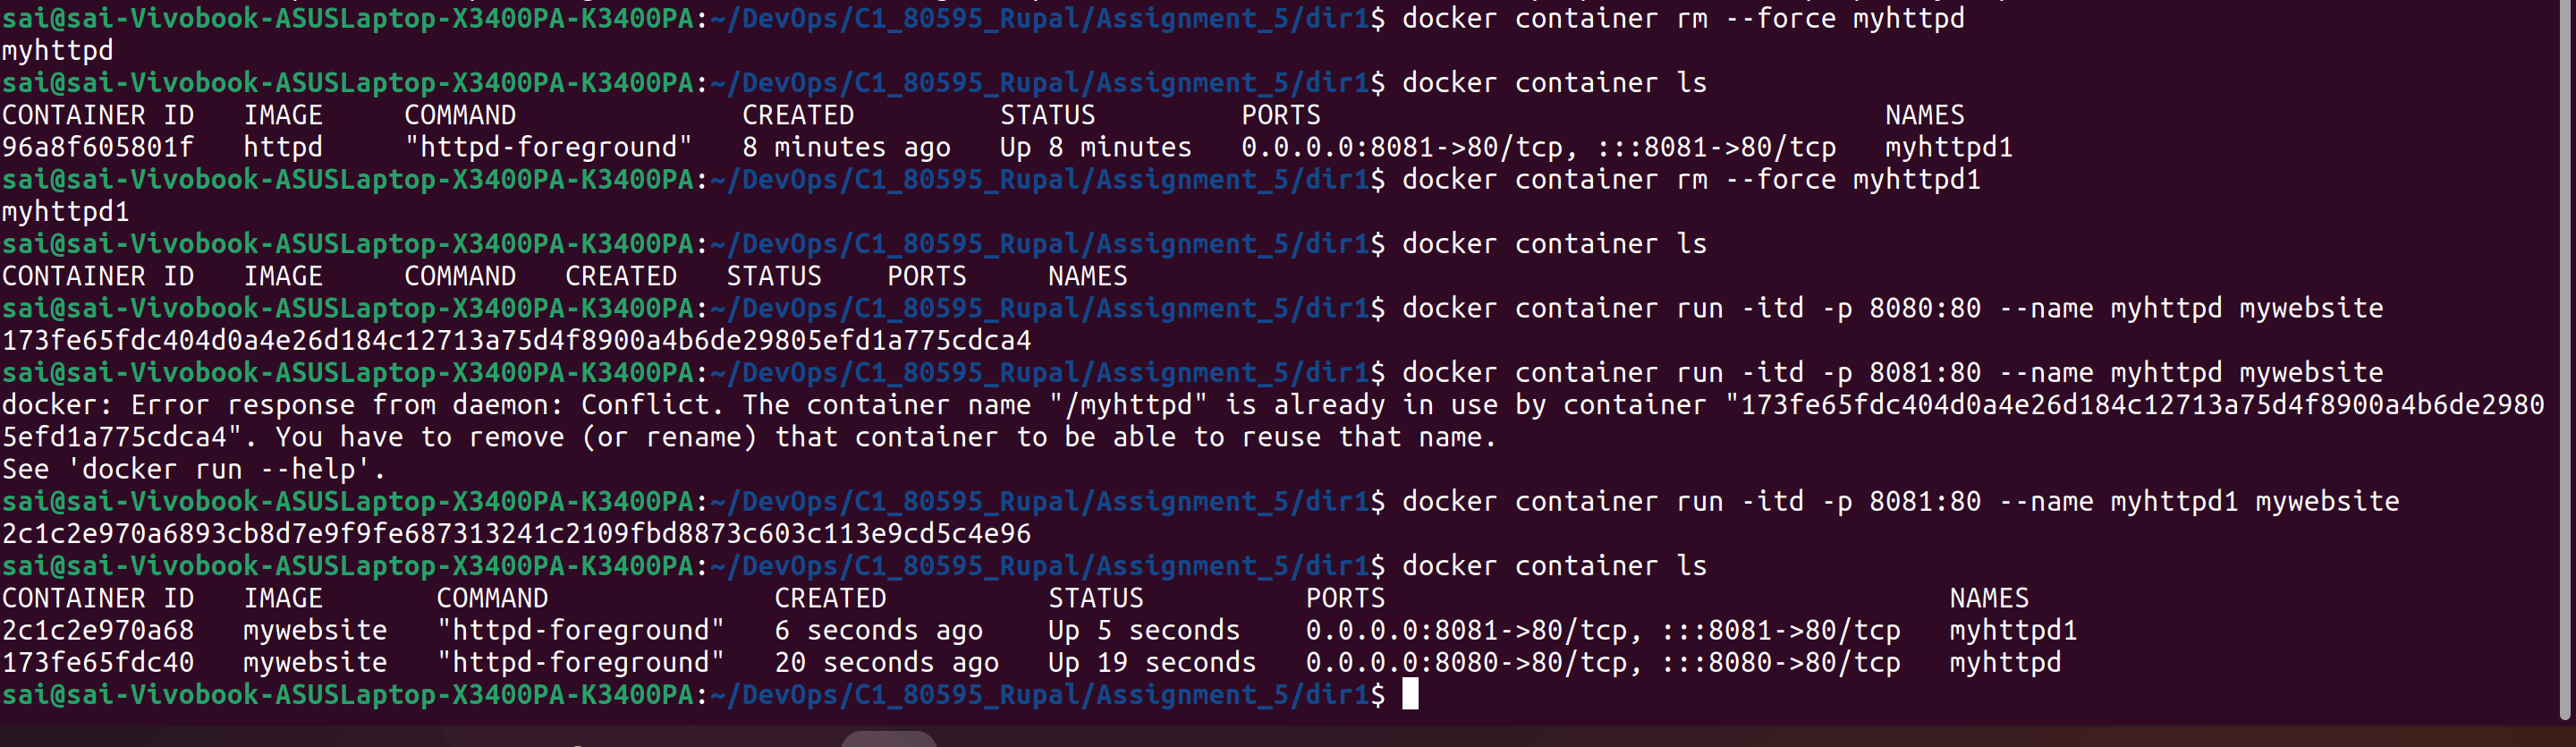 sai@sai-Vivobook-ASUSLaptop-X3400PA-K3400PA:~/DevOps/C1_80595_Rupal/Assignment_5/dir1$ docker container rm --force myhttpd
myhttpd
sai@sai-Vivobook-ASUSLaptop-X3400PA-K3400PA:~/DevOps/C1_80595_Rupal/Assignment_5/dir1$ docker container ls
CONTAINER ID   IMAGE     COMMAND              CREATED         STATUS         PORTS                                   NAMES
96a8f605801f   httpd     "httpd-foreground"   8 minutes ago   Up 8 minutes   0.0.0.0:8081->80/tcp, :::8081->80/tcp   myhttpd1
sai@sai-Vivobook-ASUSLaptop-X3400PA-K3400PA:~/DevOps/C1_80595_Rupal/Assignment_5/dir1$ docker container rm --force myhttpd1
myhttpd1
sai@sai-Vivobook-ASUSLaptop-X3400PA-K3400PA:~/DevOps/C1_80595_Rupal/Assignment_5/dir1$ docker container ls
CONTAINER ID   IMAGE     COMMAND   CREATED   STATUS    PORTS     NAMES
sai@sai-Vivobook-ASUSLaptop-X3400PA-K3400PA:~/DevOps/C1_80595_Rupal/Assignment_5/dir1$ docker container run -itd -p 8080:80 --name myhttpd mywebsite
173fe65fdc404d0a4e26d184c12713a75d4f8900a4b6de29805efd1a775cdca4
sai@sai-Vivobook-ASUSLaptop-X3400PA-K3400PA:~/DevOps/C1_80595_Rupal/Assignment_5/dir1$ docker container run -itd -p 8081:80 --name myhttpd mywebsite
docker: Error response from daemon: Conflict. The container name "/myhttpd" is already in use by container "173fe65fdc404d0a4e26d184c12713a75d4f8900a4b6de2980
5efd1a775cdca4". You have to remove (or rename) that container to be able to reuse that name.
See 'docker run --help'.
sai@sai-Vivobook-ASUSLaptop-X3400PA-K3400PA:~/DevOps/C1_80595_Rupal/Assignment_5/dir1$ docker container run -itd -p 8081:80 --name myhttpd1 mywebsite
2c1c2e970a6893cb8d7e9f9fe687313241c2109fbd8873c603c113e9cd5c4e96
sai@sai-Vivobook-ASUSLaptop-X3400PA-K3400PA:~/DevOps/C1_80595_Rupal/Assignment_5/dir1$ docker container ls
CONTAINER ID   IMAGE       COMMAND              CREATED          STATUS          PORTS                                   NAMES
2c1c2e970a68   mywebsite   "httpd-foreground"   6 seconds ago    Up 5 seconds    0.0.0.0:8081->80/tcp, :::8081->80/tcp   myhttpd1
173fe65fdc40   mywebsite   "httpd-foreground"   20 seconds ago   Up 19 seconds   0.0.0.0:8080->80/tcp, :::8080->80/tcp   myhttpd
sai@sai-Vivobook-ASUSLaptop-X3400PA-K3400PA:~/DevOps/C1_80595_Rupal/Assignment_5/dir1$